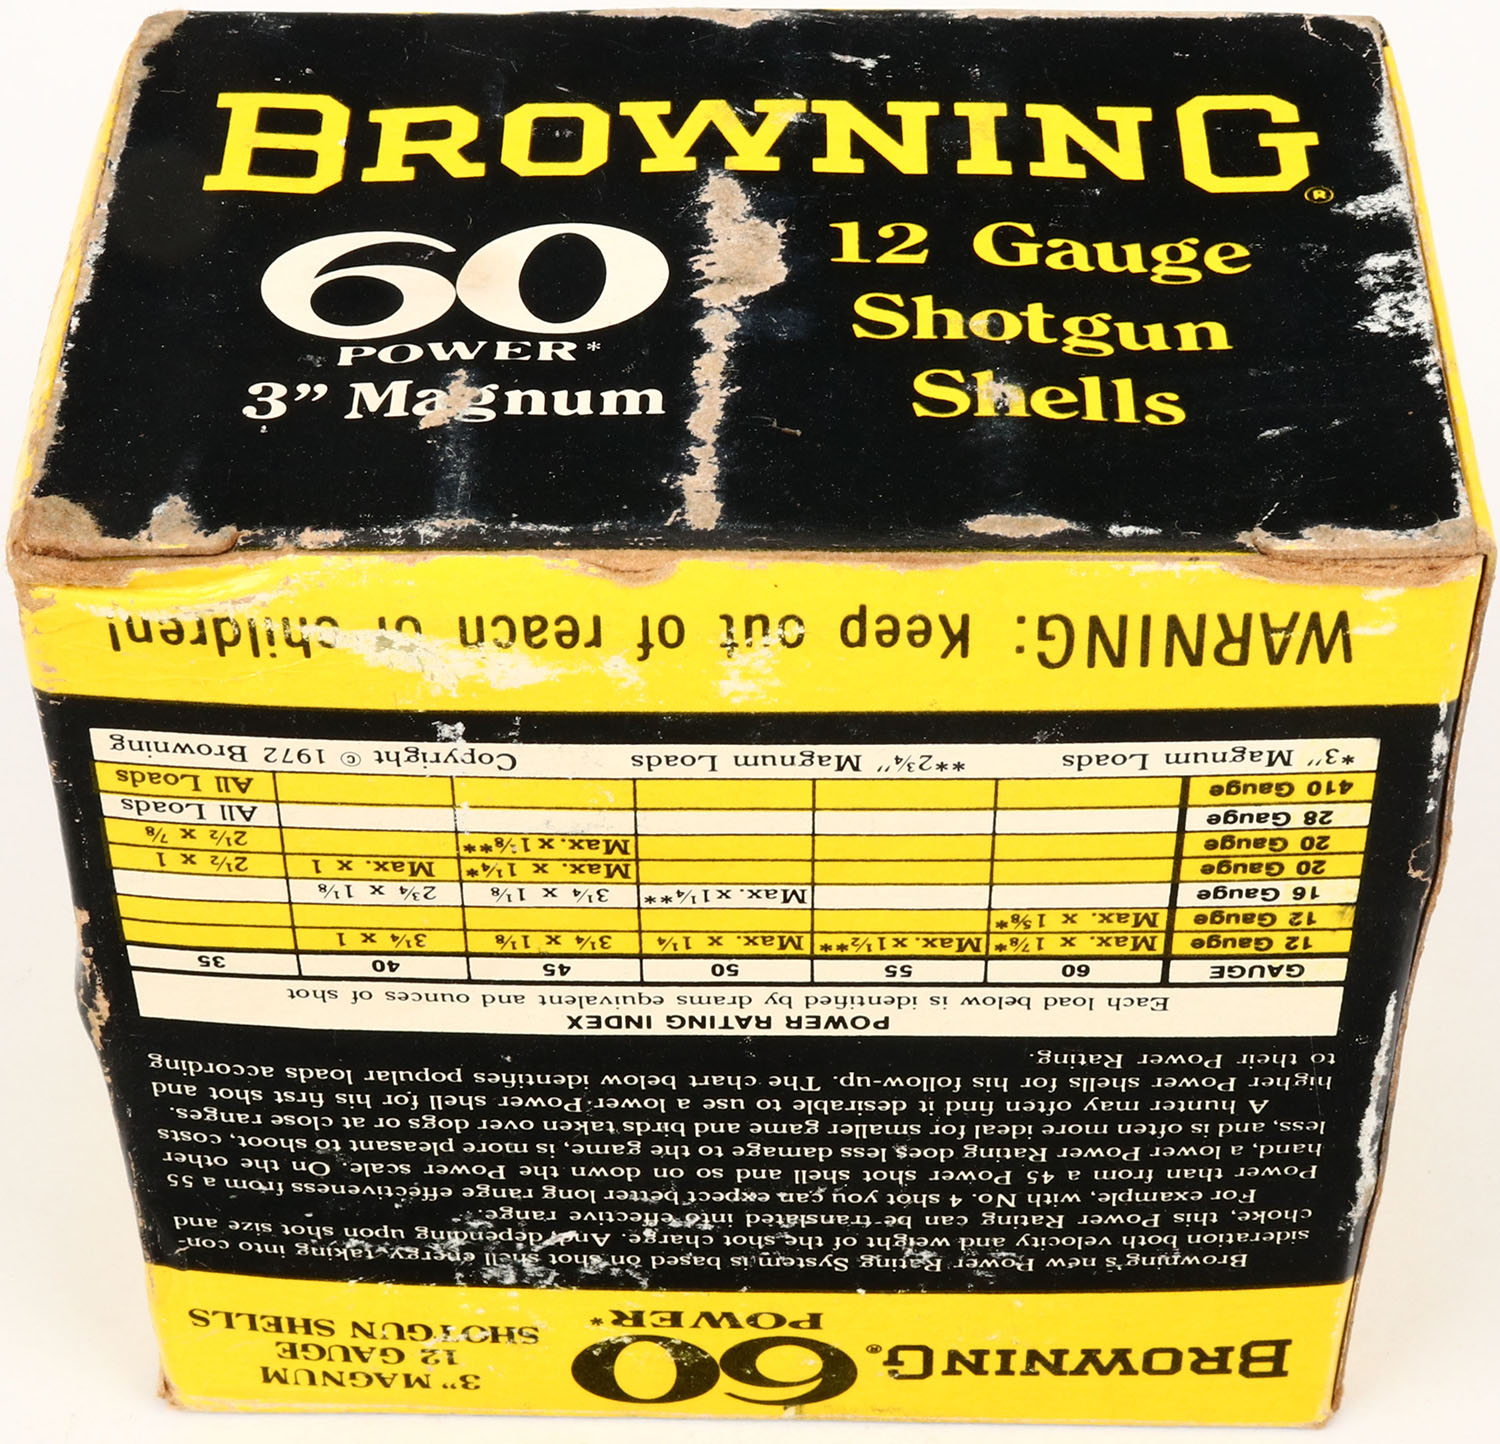 BROWNING®
60
POWER*
3” Magnum
12 Gauge
Shotgun
Shells
BROWNING®
60
POWER*
3” MAGNUM
12 GAUGE
SHOTGUN SHELLS
Browning's new Power Rating System is based on shot shell energy, taking into con-
sideration both velocity and weight of the shot charge. And, depending upon shot size and
choke, this Power Rating can be translated into effective range.
For example, with No. 4 shot you can expect better long range effectiveness from a 55
Power than from a 45 Power shot shell and so on down the Power scale. On the other
hand, a lower Power Rating does less damage to the game, is more pleasant to shoot, costs
less, and is often more ideal for smaller game and birds taken over dogs or at close ranges.
A hunter may often find it desirable to use a lower Power shell for his first shot and
higher Power shells for his follow-up. The chart below identifies popular loads according
to their Power Rating.
POWER RATING INDEX
Each load below is identified by drams equivalent and ounces of shot
GAUGE 60 55 50 45 40 35
12 Gauge Max. x 1⅞* Max. x 1½** Max. x 1¼ 3¼ x 1⅛ 3¼ x 1
12 Gauge Max. x 1⅝*
16 Gauge Max. x 1¼** 3¼ x 1⅛ 2¾ x 1⅛
20 Gauge Max. x 1¼* Max. x 1 2½ x 1
20 Gauge Max. x 1⅛** 2½ x ⅞
28 Gauge All Loads
410 Gauge All Loads
*3″ Magnum Loads **2¾″ Magnum Loads Copyright © 1972 Browning
WARNING: Keep out of reach of children!